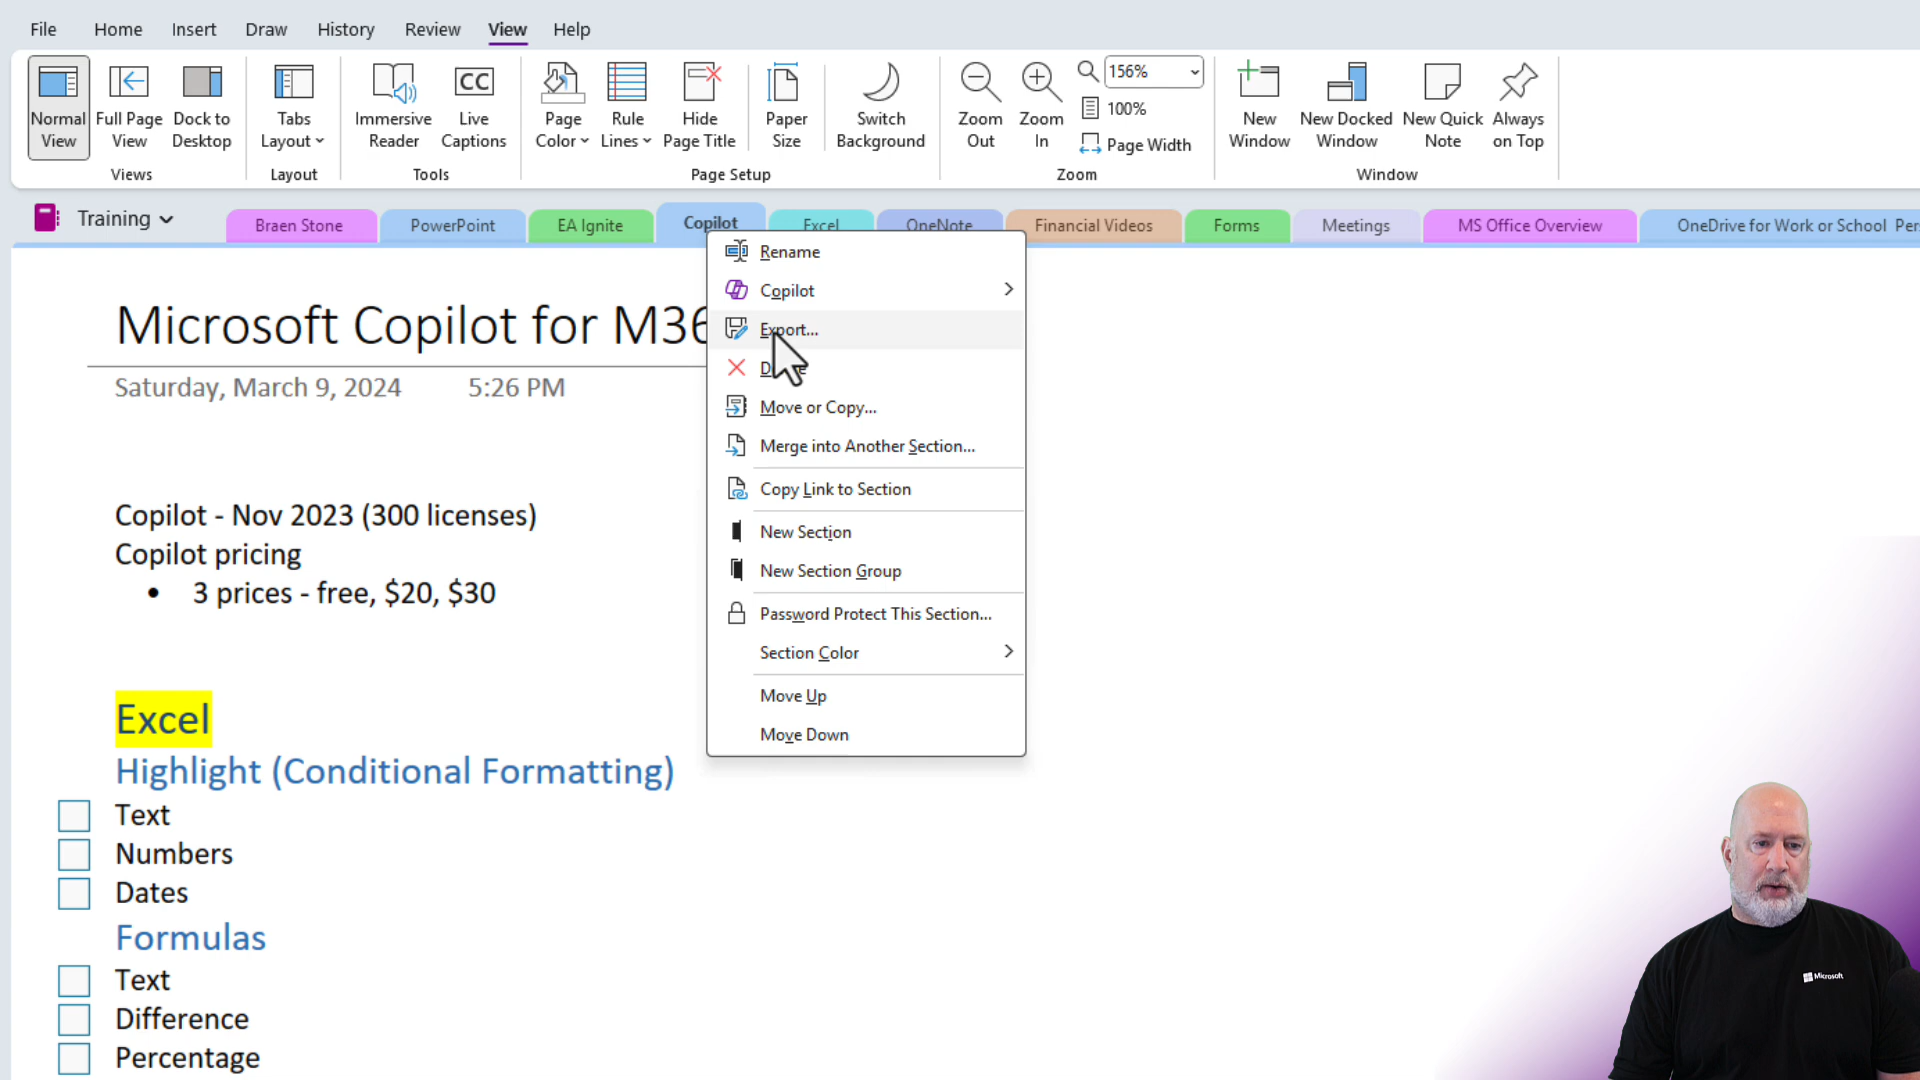 File Home Insert Draw History Review View Help
Normal View
Full Page View
Dock to Desktop
Tabs Layout
Immersive Reader
CC Live Captions
Page Color
Rule Lines
Hide Page Title
Paper Size
Switch Background
Zoom Out
Zoom In
156%
100%
Page Width
New Window
New Docked Window
New Quick Note
Always on Top
Views Layout Tools Page Setup Zoom Window
Training Braen Stone PowerPoint EA Ignite Copilot Excel OneNote Financial Videos Forms Meetings MS Office Overview OneDrive for Work or School Per
Microsoft Copilot for M36
Saturday, March 9, 2024 5:26 PM
Copilot - Nov 2023 (300 licenses)
Copilot pricing
• 3 prices - free, $20, $30
Excel
Highlight (Conditional Formatting)
Text
Numbers
Dates
Formulas
Text
Difference
Percentage
Rename
Copilot
Export...
Move or Copy...
Merge into Another Section...
Copy Link to Section
New Section
New Section Group
Password Protect This Section...
Section Color
Move Up
Move Down
Microsoft